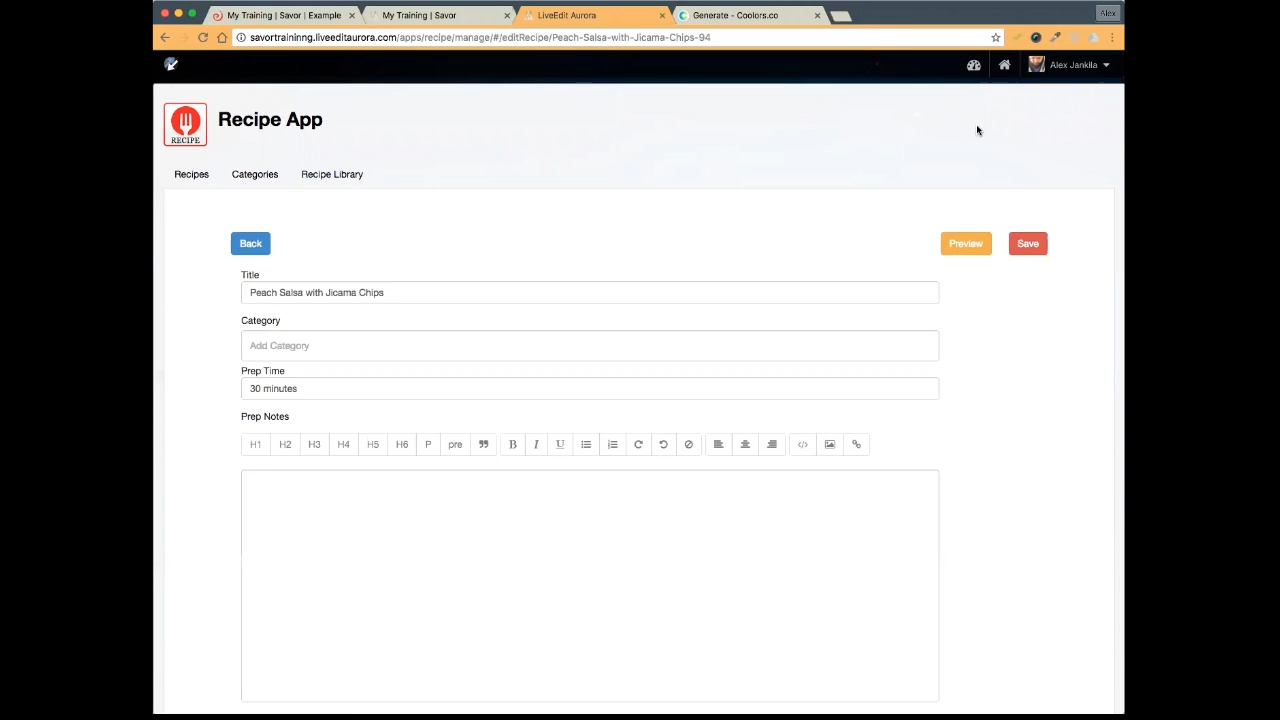 My Training | Savor | Example
My Training | Savor
LiveEdit Aurora
Generate - Coolors.co
Alex
savortraininng.liveeditaurora.com/apps/recipe/manage/#/editRecipe/Peach-Salsa-with-Jicama-Chips-94
Alex Jankila
RECIPE
Recipe App
Recipes
Categories
Recipe Library
Back
Preview
Save
Title
Peach Salsa with Jicama Chips
Category
Add Category
Prep Time
30 minutes
Prep Notes
H1 H2 H3 H4 H5 H6 P pre B I U